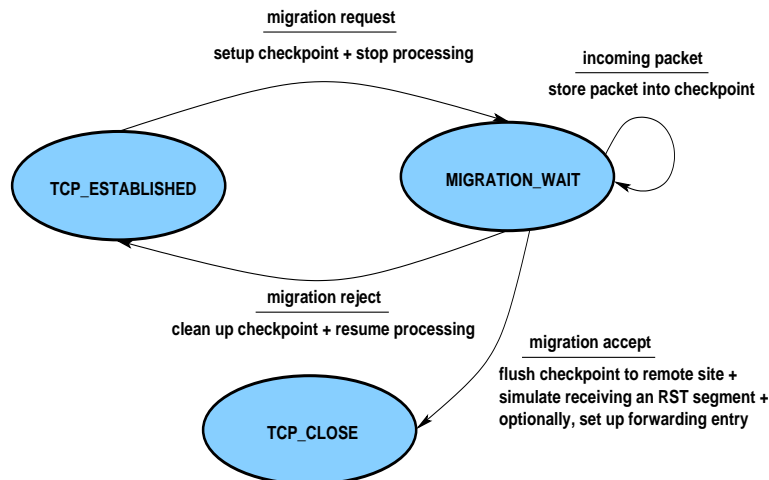 migration request
setup checkpoint + stop processing
incoming packet
store packet into checkpoint
TCP_ESTABLISHED
MIGRATION_WAIT
migration reject
clean up checkpoint + resume processing
migration accept
flush checkpoint to remote site +
simulate receiving an RST segment +
optionally, set up forwarding entry
TCP_CLOSE